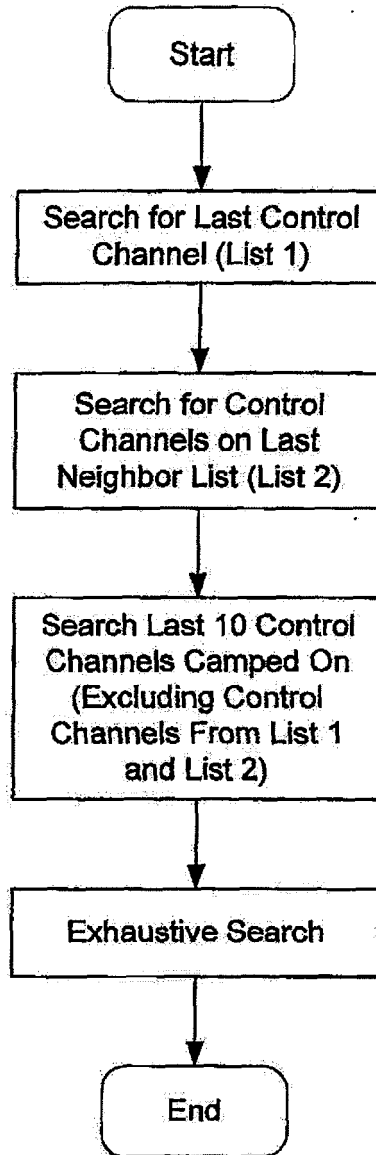 Start
Search for Last Control
Channel (List 1)
Search for Control
Channels on Last
Neighbor List (List 2)
Search Last 10 Control
Channels Camped On
(Excluding Control
Channels From List 1
and List 2)
Exhaustive Search
End